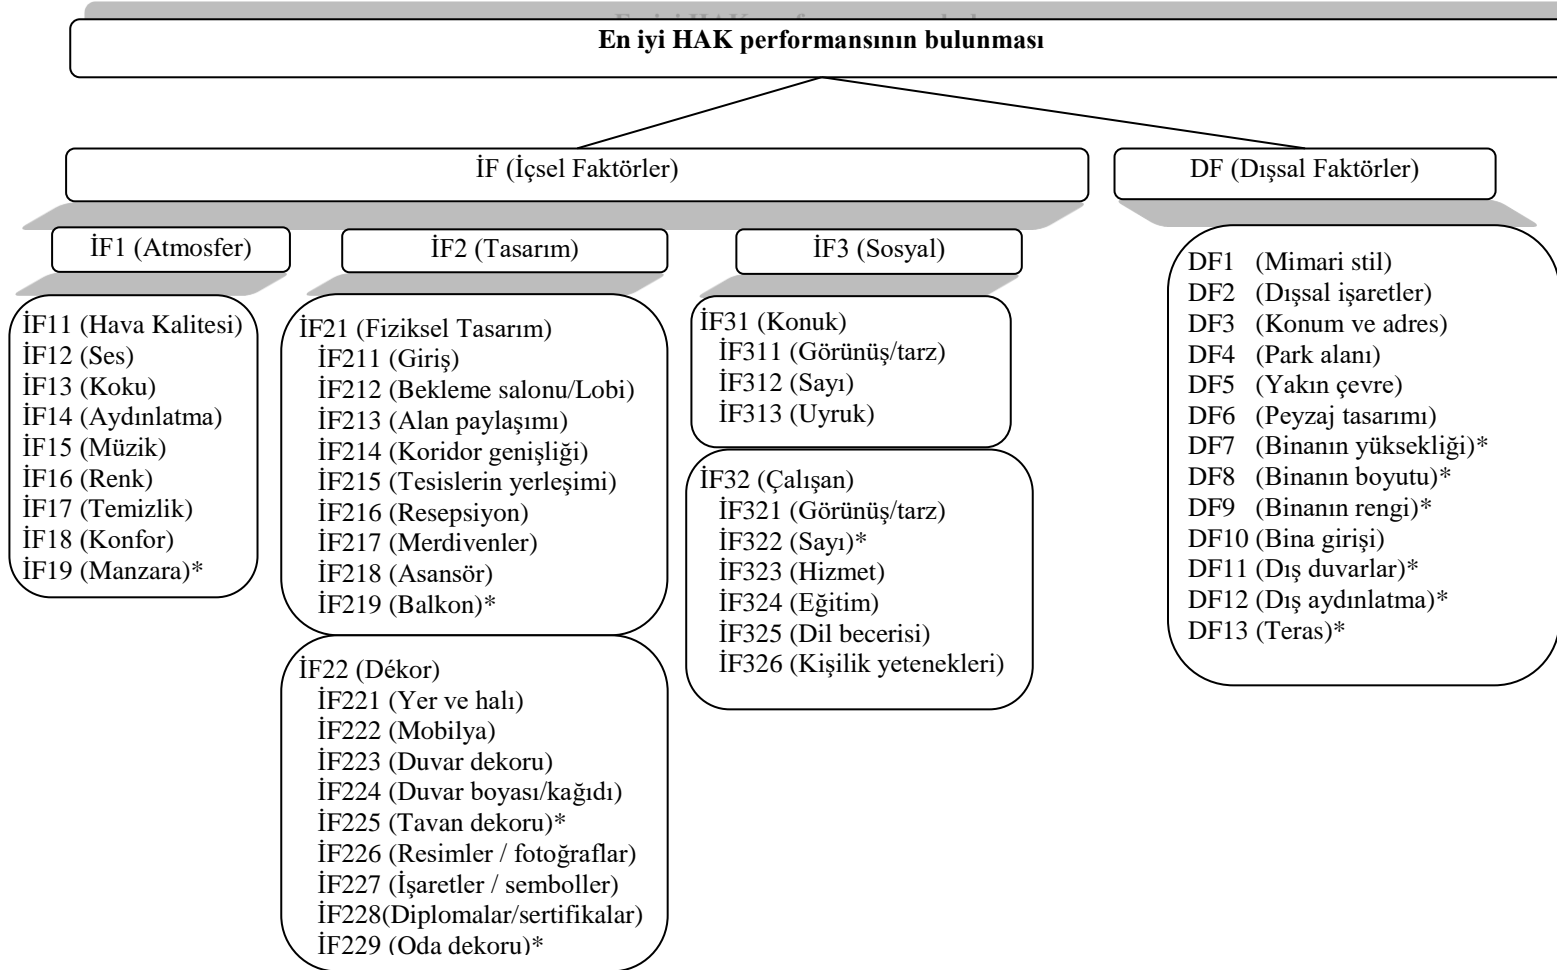 En iyi HAK performansının bulunması
İF (İçsel Faktörler)
DF (Dışsal Faktörler)
İF1 (Atmosfer)
İF2 (Tasarım)
İF3 (Sosyal)
İF11 (Hava Kalitesi)
İF12 (Ses)
İF13 (Koku)
İF14 (Aydınlatma)
İF15 (Müzik)
İF16 (Renk)
İF17 (Temizlik)
İF18 (Konfor)
İF19 (Manzara)*
İF21 (Fiziksel Tasarım)
İF211 (Giriş)
İF212 (Bekleme salonu/Lobi)
İF213 (Alan paylaşımı)
İF214 (Koridor genişliği)
İF215 (Tesislerin yerleşimi)
İF216 (Resepsiyon)
İF217 (Merdivenler)
İF218 (Asansör)
İF219 (Balkon)*
İF22 (Dékor)
İF221 (Yer ve halı)
İF222 (Mobilya)
İF223 (Duvar dekoru)
İF224 (Duvar boyası/kağıdı)
İF225 (Tavan dekoru)*
İF226 (Resimler / fotoğraflar)
İF227 (İşaretler / semboller)
İF228(Diplomalar/sertifikalar)
İF229 (Oda dekoru)*
İF31 (Konuk)
İF311 (Görünüş/tarz)
İF312 (Sayı)
İF313 (Uyruk)
İF32 (Çalışan)
İF321 (Görünüş/tarz)
İF322 (Sayı)*
İF323 (Hizmet)
İF324 (Eğitim)
İF325 (Dil becerisi)
İF326 (Kişilik yetenekleri)
DF1 (Mimari stil)
DF2 (Dışsal işaretler)
DF3 (Konum ve adres)
DF4 (Park alanı)
DF5 (Yakın çevre)
DF6 (Peyzaj tasarımı)
DF7 (Binanın yüksekliği)*
DF8 (Binanın boyutu)*
DF9 (Binanın rengi)*
DF10 (Bina girişi)
DF11 (Dış duvarlar)*
DF12 (Dış aydınlatma)*
DF13 (Teras)*